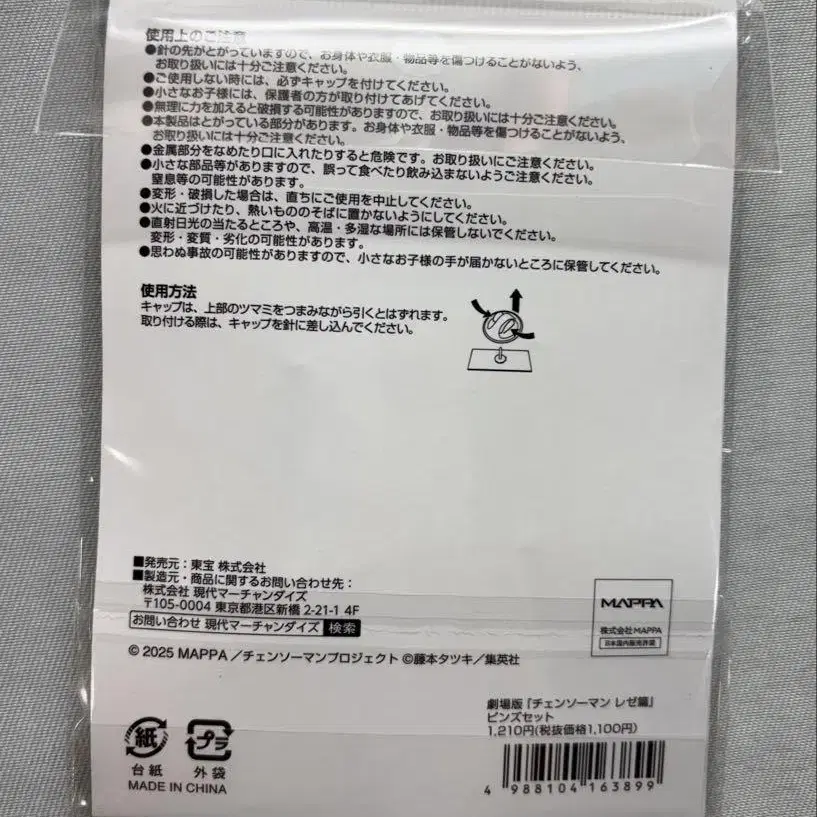 使用上のご注意
●針の先がとがっていますので、お身体や衣服・物品等を傷つけることがないよう、
お取り扱いには十分ご注意ください。
●ご使用しない時には、必ずキャップを付けてください。
●小さなお子様には、保護者の方が取り付けてあげてください。
●無理に力を加えると破損する可能性がありますので、お取り扱いには十分ご注意ください。
●本製品はとがっている部分があります。お身体や衣服・物品等を傷つけることがないよう、
お取り扱いには十分ご注意ください。
●金属部分をなめたり口に入れたりすると危険です。お取り扱いにご注意ください。
●小さな部品等がありますので、誤って食べたり飲み込まないようご注意ください。
窒息等の可能性があります。
●変形・破損した場合は、直ちにご使用を中止してください。
●火に近づけたり、熱いもののそばに置かないようにしてください。
●直射日光の当たるところや、高温・多湿な場所には保管しないでください。
変形・変質・劣化の可能性があります。
●思わぬ事故の可能性がありますので、小さなお子様の手が届かないところに保管してください。
使用方法
キャップは、上部のツマミをつまみながら引くとはずれます。
取り付ける際は、キャップを針に差し込んでください。
■発売元：東宝 株式会社
■製造元・商品に関するお問い合わせ先：
株式会社 現代マーチャンダイズ
〒105-0004 東京都港区新橋 2-21-1 4F
お問い合わせ 現代マーチャンダイズ 検索
MAPPA
株式会社MAPPA
日本国内販売許諾
© 2025 MAPPA／チェンソーマンプロジェクト ©藤本タツキ／集英社
劇場版『チェンソーマン レゼ篇』
ピンズセット
1,210円(税抜価格1,100円)
紙
プラ
台紙
外袋
MADE IN CHINA
4 988104 163899